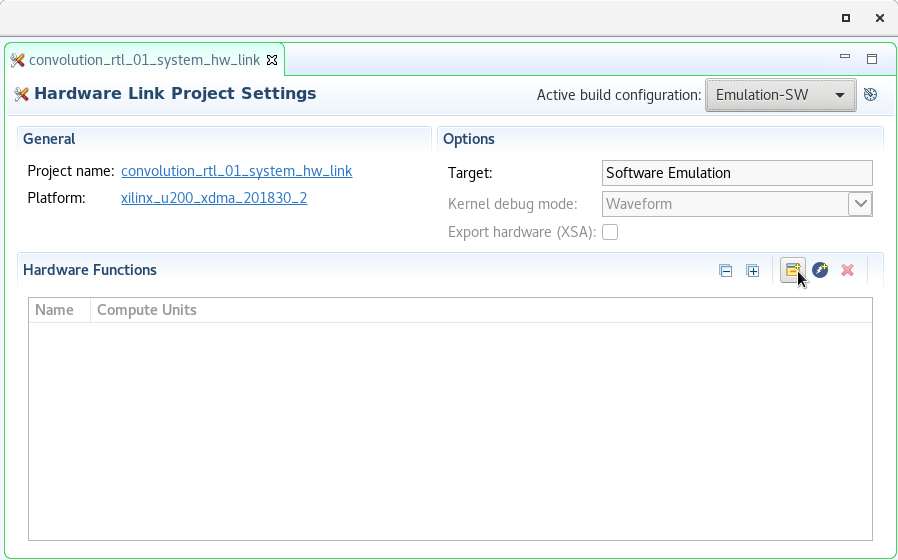 convolution_rtl_01_system_hw_link
Hardware Link Project Settings
Active build configuration: Emulation-SW
General
Project name: convolution_rtl_01_system_hw_link
Platform: xilinx_u200_xdma_201830_2
Options
Target: Software Emulation
Kernel debug mode: Waveform
Export hardware (XSA):
Hardware Functions
Name Compute Units